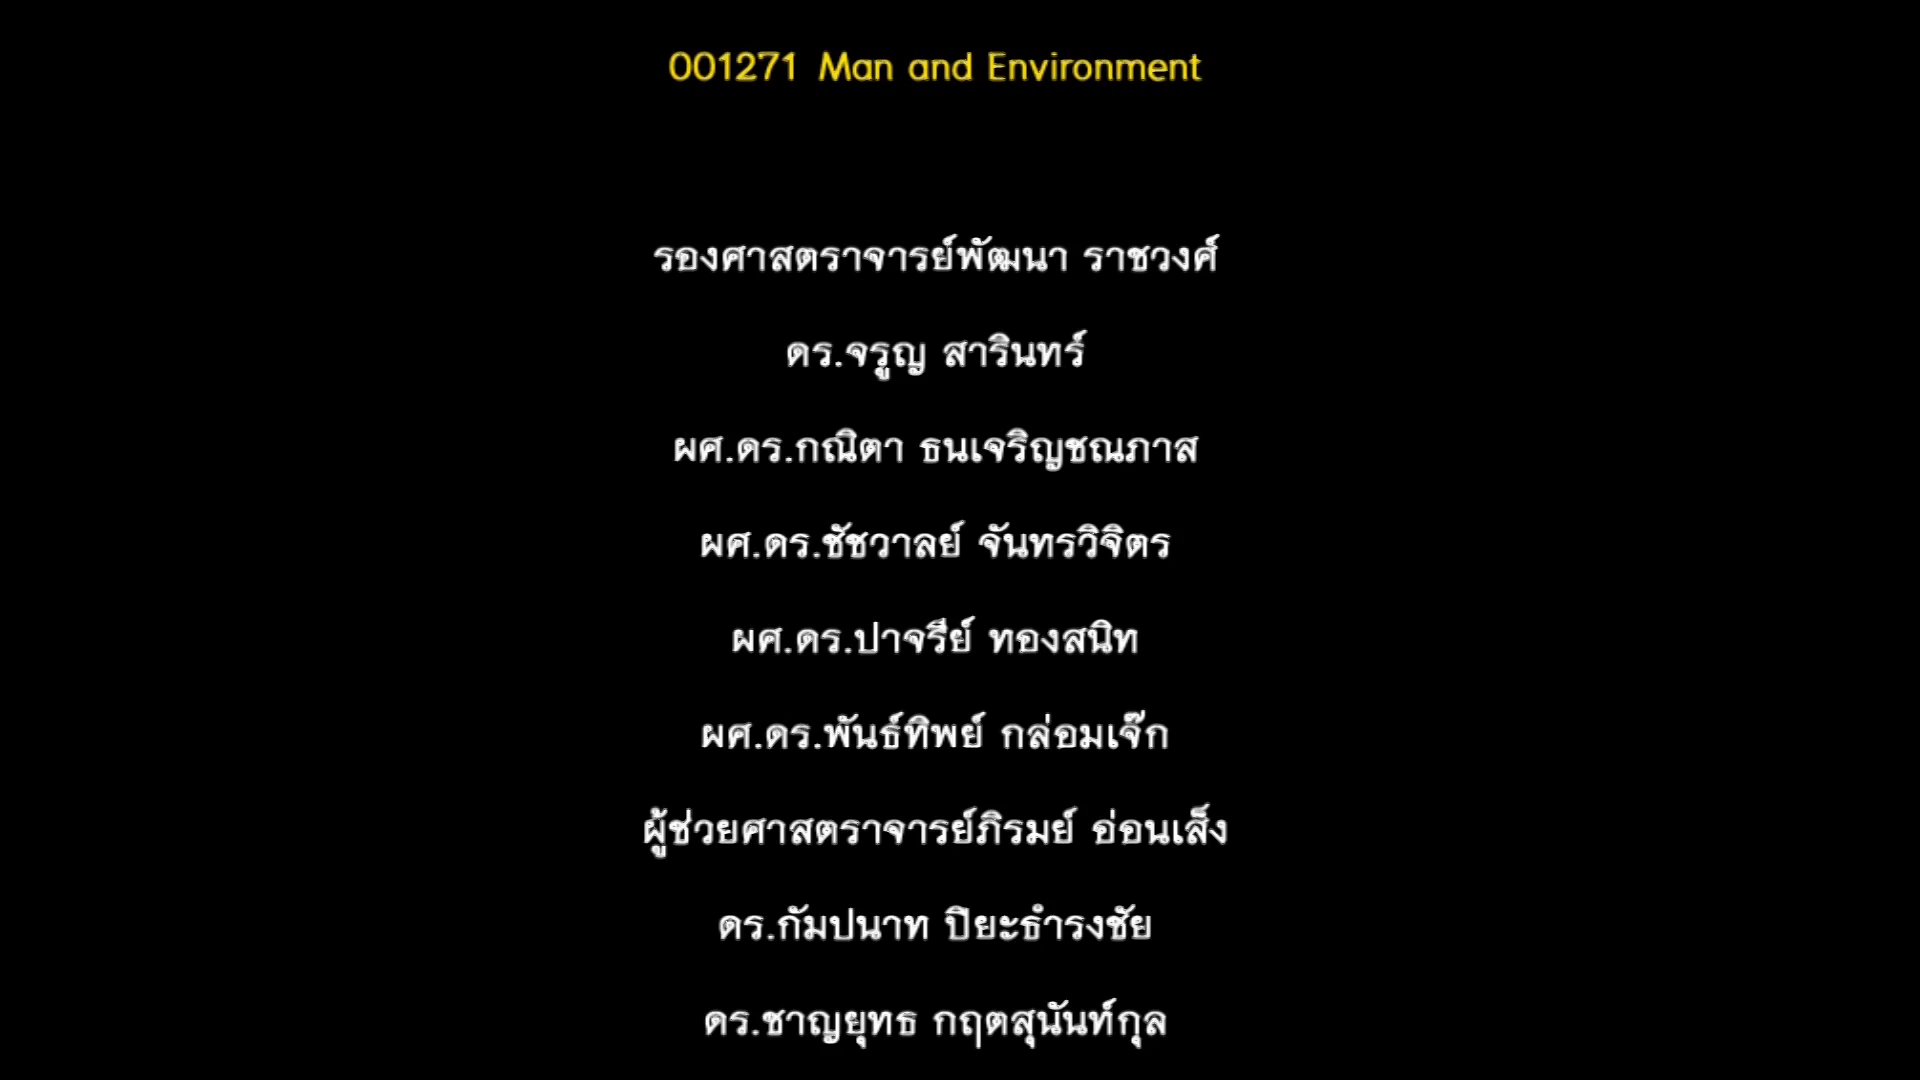 001271 Man and Environment
รองศาสตราจารย์พัฒนา ราชวงศ์
ดร.จรูญ สารินทร์
ผศ.ดร.กณิตา ธนเจริญชณภาส
ผศ.ดร.ชัชวาลย์ จันทรวิจิตร
ผศ.ดร.ปาจรีย์ ทองสนิท
ผศ.ดร.พันธ์ทิพย์ กล่อมเจ๊ก
ผู้ช่วยศาสตราจารย์ภิรมย์ อ่อนเส็ง
ดร.กัมปนาท ปิยะธำรงชัย
ดร.ชาญยุทธ กฤตสุนันท์กุล